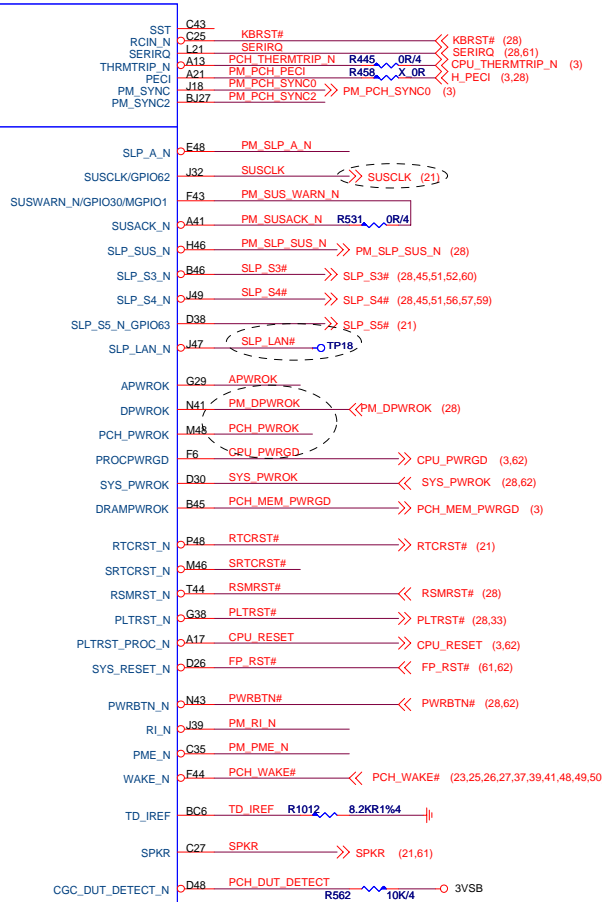 SST C43
RCIN_N C25 KBRST# KBRST# (28)
SERIRQ L21 SERIRQ SERIRQ (28,61)
THRMTRIP_N A13 PCH_THERMTRIP_N R445 0R/4 CPU_THERMTRIP_N (3)
PECI A21 PM_PCH_PECI R458 X_0R H_PECI (3,28)
PM_SYNC J18 PM_PCH_SYNC0 PM_PCH_SYNC0 (3)
PM_SYNC2 BJ27 PM_PCH_SYNC2
SLP_A_N E48 PM_SLP_A_N
SUSCLK/GPIO62 J32 SUSCLK SUSCLK (21)
SUSWARN_N/GPIO30/MGPIO1 F43 PM_SUS_WARN_N
SUSACK_N A41 PM_SUSACK_N R531 0R/4
SLP_SUS_N H46 PM_SLP_SUS_N PM_SLP_SUS_N (28)
SLP_S3_N B46 SLP_S3# SLP_S3# (28,45,51,52,60)
SLP_S4_N J49 SLP_S4# SLP_S4# (28,45,51,56,57,59)
SLP_S5_N_GPIO63 D38 SLP_S5# (21)
SLP_LAN_N J47 SLP_LAN# TP18
APWROK G29 APWROK
DPWROK N41 PM_DPWROK PM_DPWROK (28)
PCH_PWROK M48 PCH_PWROK
PROCPWRGD F6 CPU_PWRGD CPU_PWRGD (3,62)
SYS_PWROK D30 SYS_PWROK SYS_PWROK (28,62)
DRAMPWROK B45 PCH_MEM_PWRGD PCH_MEM_PWRGD (3)
RTCRST_N P48 RTCRST# RTCRST# (21)
SRTCRST_N M46 SRTCRST#
RSMRST_N T44 RSMRST# RSMRST# (28)
PLTRST_N G38 PLTRST# PLTRST# (28,33)
PLTRST_PROC_N A17 CPU_RESET CPU_RESET (3,62)
SYS_RESET_N D26 FP_RST# FP_RST# (61,62)
PWRBTN_N N43 PWRBTN# PWRBTN# (28,62)
RI_N J39 PM_RI_N
PME_N C35 PM_PME_N
WAKE_N F44 PCH_WAKE# PCH_WAKE# (23,25,26,27,37,39,41,48,49,50
TD_IREF BC6 TD_IREF R1012 8.2KR1%4
SPKR C27 SPKR SPKR (21,61)
CGC_DUT_DETECT_N D48 PCH_DUT_DETECT R562 10K/4 3VSB